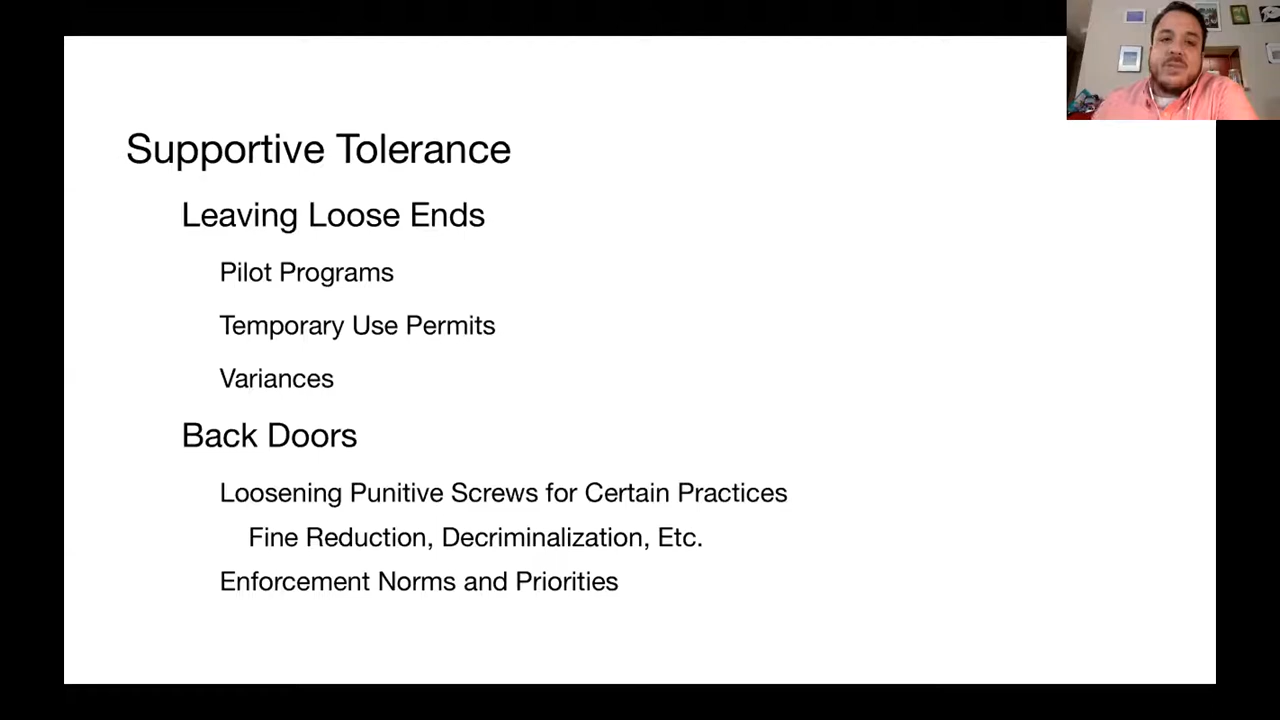 Supportive Tolerance
Leaving Loose Ends
Pilot Programs
Temporary Use Permits
Variances
Back Doors
Loosening Punitive Screws for Certain Practices
Fine Reduction, Decriminalization, Etc.
Enforcement Norms and Priorities